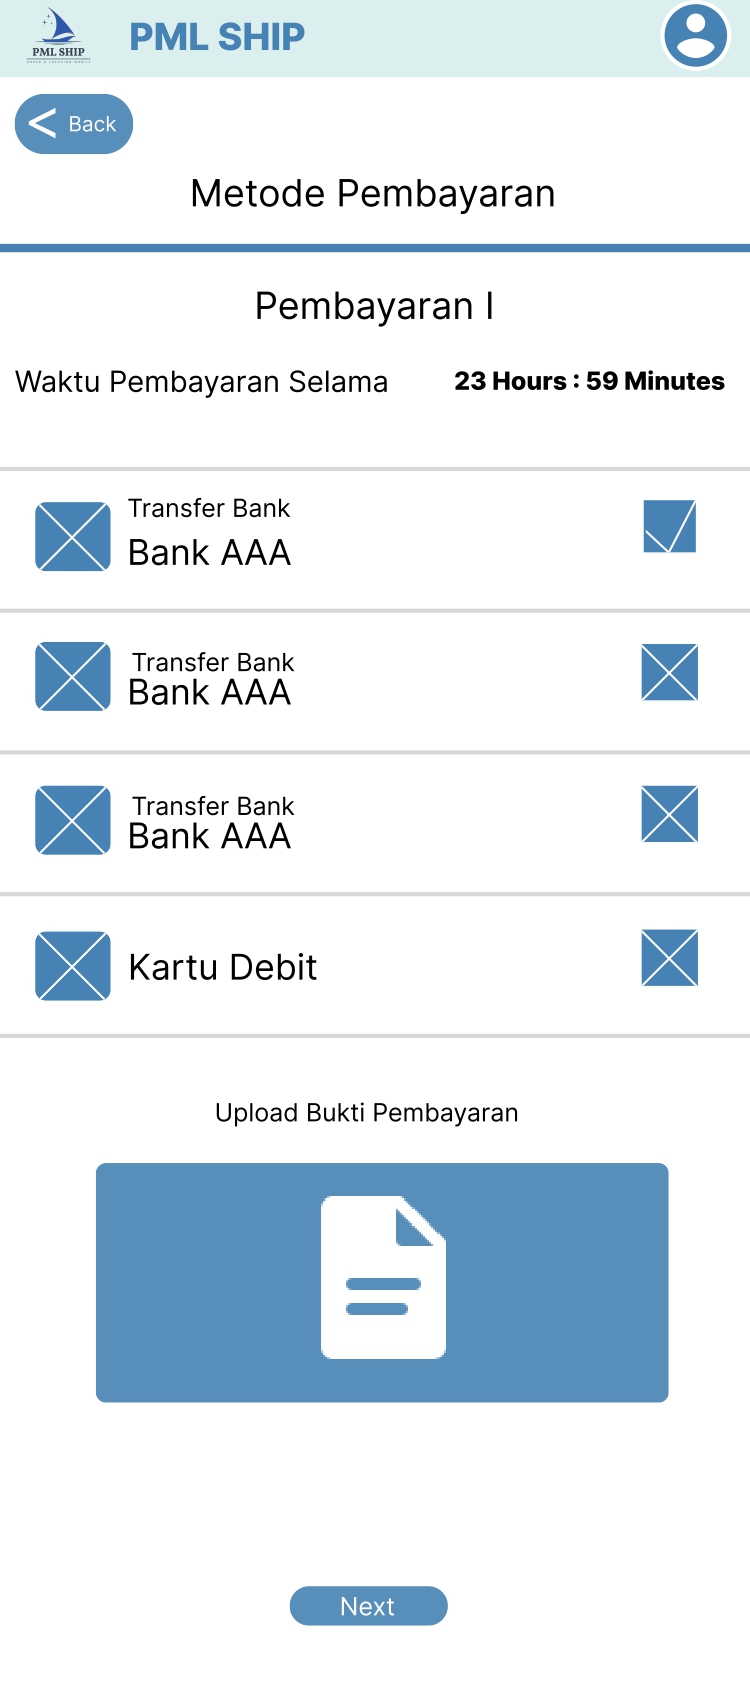 PML SHIP
PML SHIP
Back
Metode Pembayaran
Pembayaran I
Waktu Pembayaran Selama 23 Hours : 59 Minutes
Transfer Bank
Bank AAA
Transfer Bank
Bank AAA
Transfer Bank
Bank AAA
Kartu Debit
Upload Bukti Pembayaran
Next